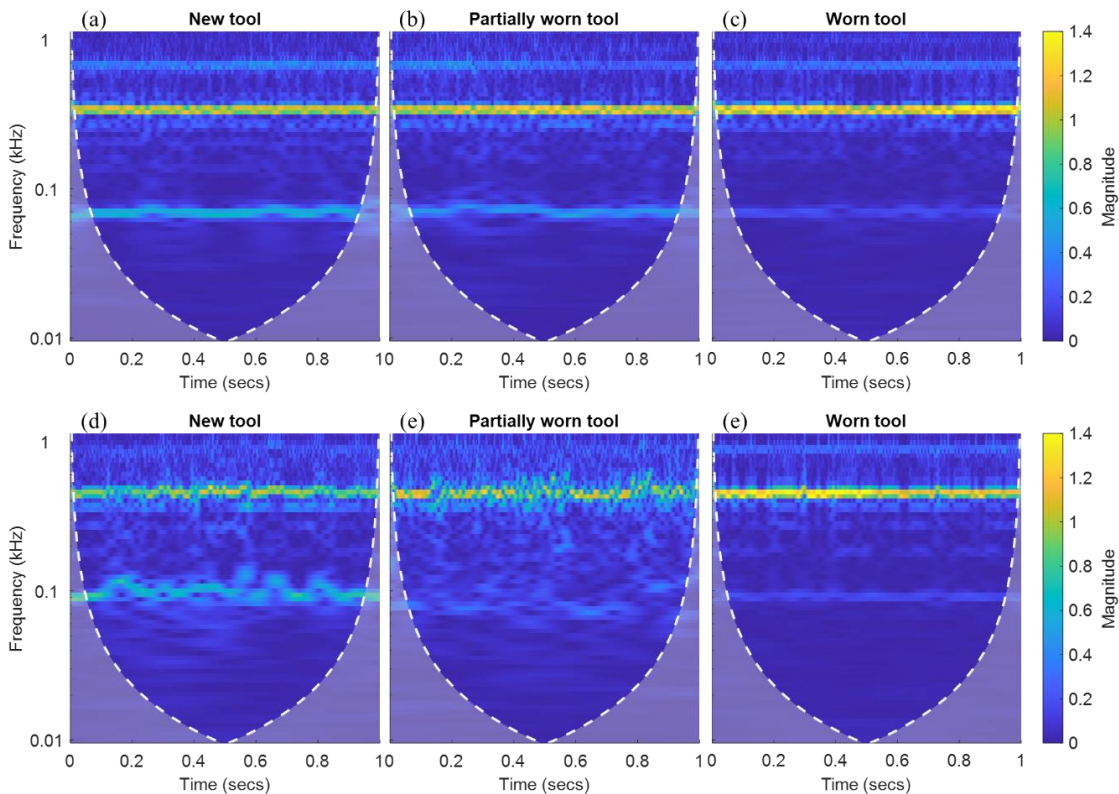 (a) New tool
(b) Partially worn tool
(c) Worn tool
Frequency (kHz)
1
0.1
0.01
0 0.2 0.4 0.6 0.8 1
0 0.2 0.4 0.6 0.8 1
0 0.2 0.4 0.6 0.8 1
Time (secs)
Time (secs)
Time (secs)
1.4
1.2
1
0.8
0.6
0.4
0.2
0
Magnitude
(d) New tool
(e) Partially worn tool
(e) Worn tool
Frequency (kHz)
1
0.1
0.01
0 0.2 0.4 0.6 0.8 1
0 0.2 0.4 0.6 0.8 1
0 0.2 0.4 0.6 0.8 1
Time (secs)
Time (secs)
Time (secs)
1.4
1.2
1
0.8
0.6
0.4
0.2
0
Magnitude